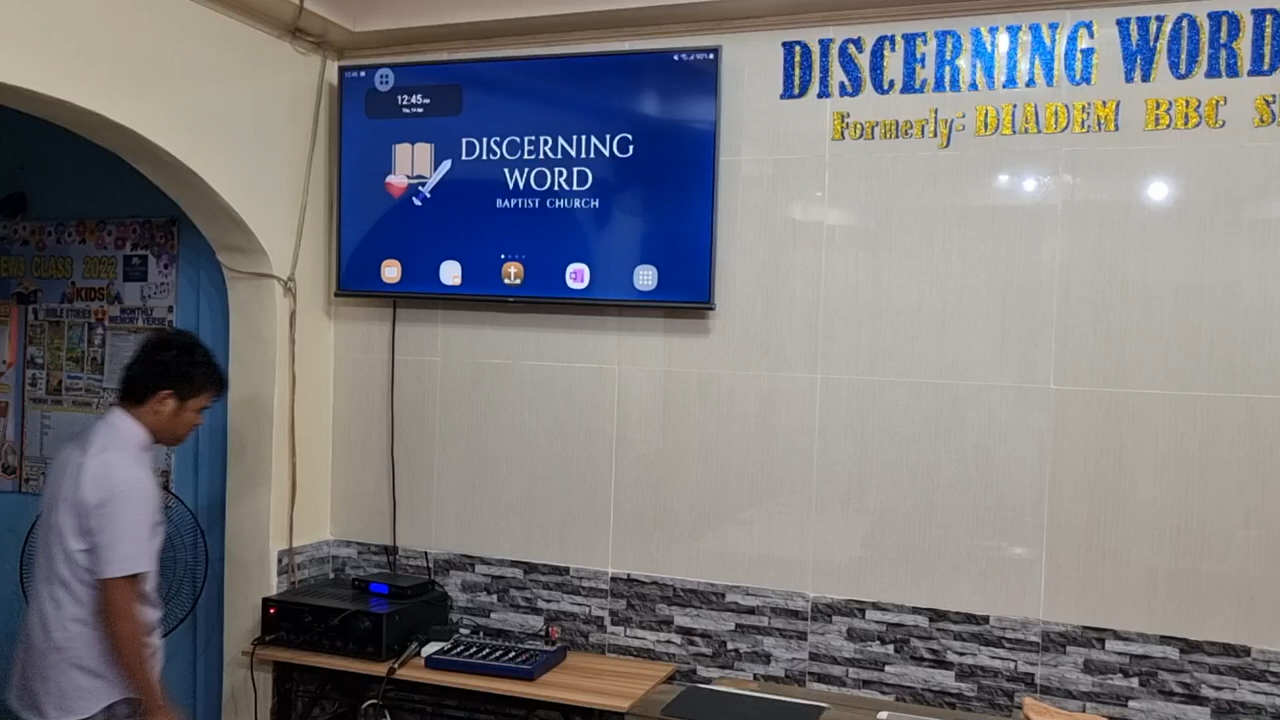 DISCERNING WORD
Formerly: DIADEM BBC
12:45
DISCERNING
WORD
BAPTIST CHURCH
CLASS 2022
KIDS
BIBLE STORIES
MONTHLY
MEMORY VERSE